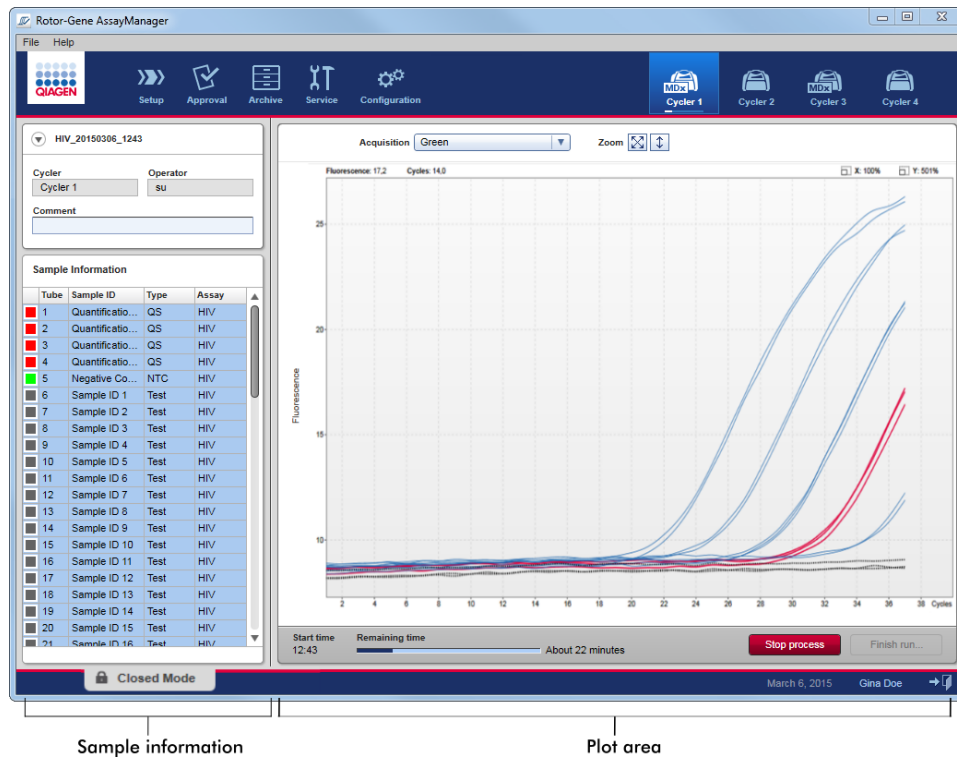 Rotor-Gene AssayManager
File Help
QIAGEN
Setup Approval Archive Service Configuration
MDx MDx
Cycler 1 Cycler 2 Cycler 3 Cycler 4
HIV_20150306_1243
Cycler Operator
Cycler 1 su
Comment
Sample Information
Tube Sample ID Type Assay
1 Quantificatio... QS HIV
2 Quantificatio... QS HIV
3 Quantificatio... QS HIV
4 Quantificatio... QS HIV
5 Negative Co... NTC HIV
6 Sample ID 1 Test HIV
7 Sample ID 2 Test HIV
8 Sample ID 3 Test HIV
9 Sample ID 4 Test HIV
10 Sample ID 5 Test HIV
11 Sample ID 6 Test HIV
12 Sample ID 7 Test HIV
13 Sample ID 8 Test HIV
14 Sample ID 9 Test HIV
15 Sample ID 10 Test HIV
16 Sample ID 11 Test HIV
17 Sample ID 12 Test HIV
18 Sample ID 13 Test HIV
19 Sample ID 14 Test HIV
20 Sample ID 15 Test HIV
21 Sample ID 16 Test HIV
Acquisition Green Zoom
Fluorescence: 17,2 Cycles: 14,0 X: 100% Y: 501%
25
20
15
10
Fluorescence
2 4 6 8 10 12 14 16 18 20 22 24 26 28 30 32 34 36 38 Cycles
Start time Remaining time
12:43 About 22 minutes
Stop process Finish run...
Closed Mode
March 6, 2015 Gina Doe
Sample information Plot area